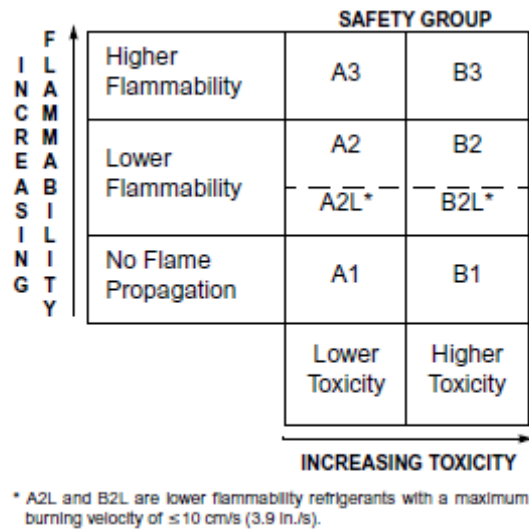 SAFETY GROUP
INCREASING
FLAMMABILITY
Higher
Flammability
A3
B3
Lower
Flammability
A2
B2
A2L*
B2L*
No Flame
Propagation
A1
B1
Lower
Toxicity
Higher
Toxicity
INCREASING TOXICITY
* A2L and B2L are lower flammability refrigerants with a maximum
burning velocity of ≤ 10 cm/s (3.9 in./s).